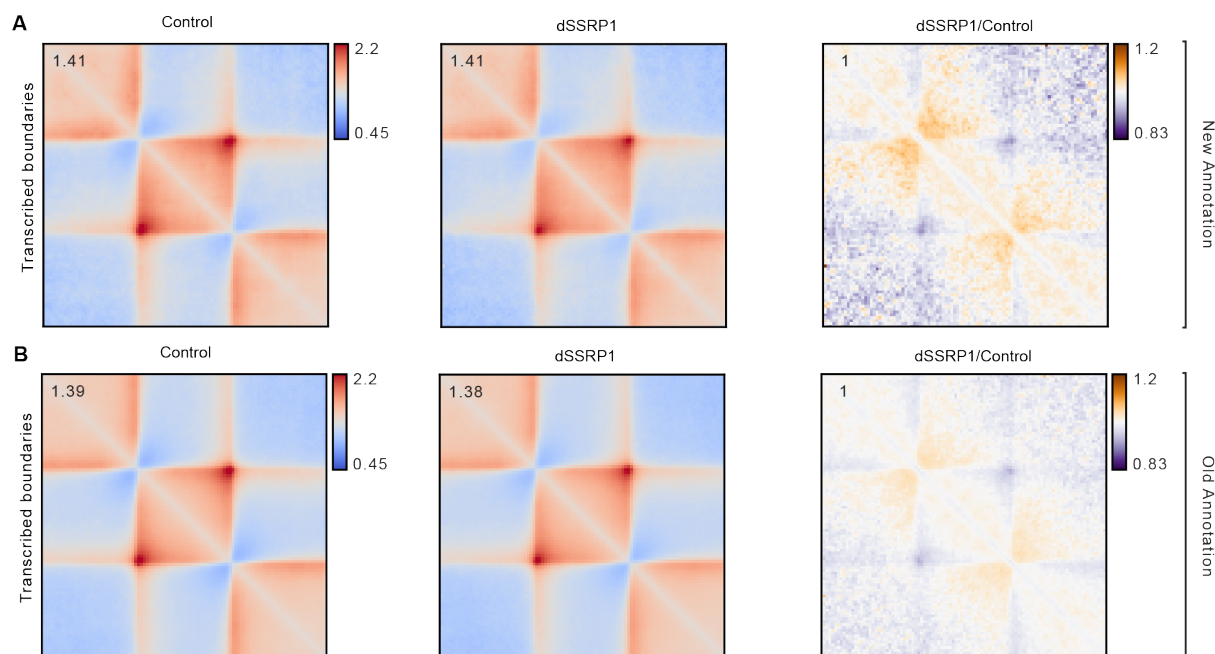 A
Control
dSSRP1
dSSRP1/Control
Transcribed boundaries
1.41
2.2
0.45
1.41
1
1.2
0.83
New Annotation
B
Control
dSSRP1
dSSRP1/Control
Transcribed boundaries
1.39
2.2
0.45
1.38
1
1.2
0.83
Old Annotation